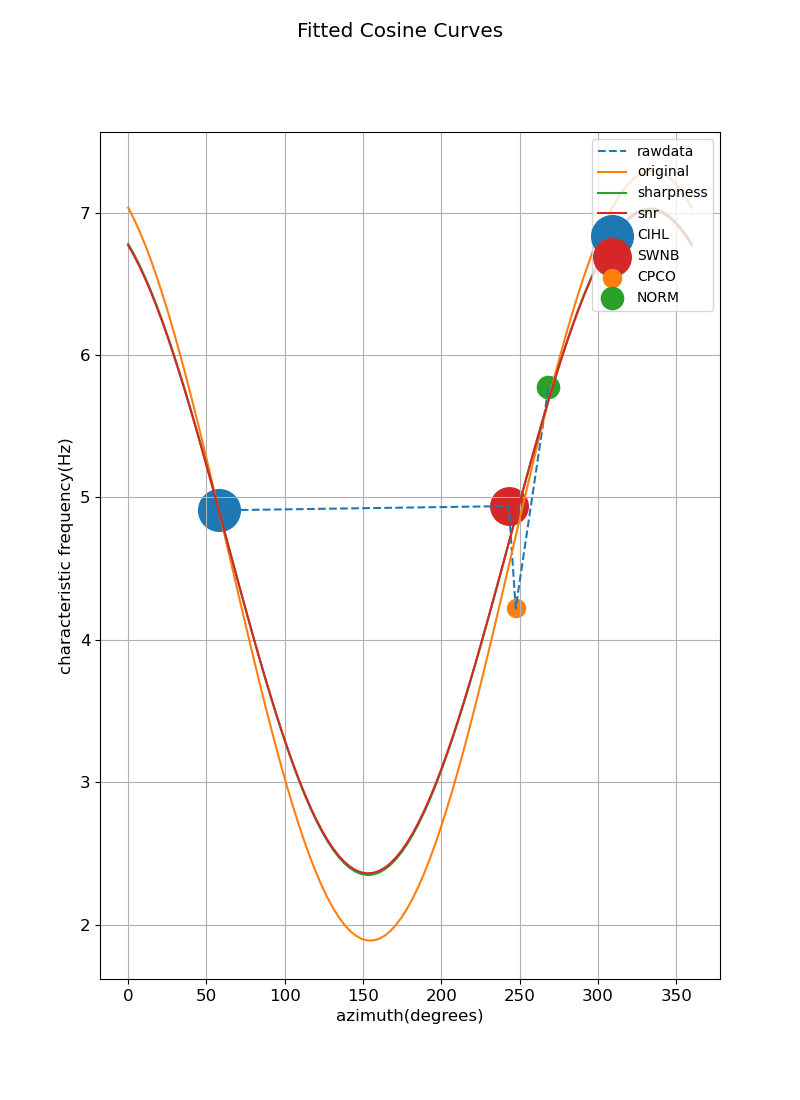 Fitted Cosine Curves
rawdata
original
sharpness
snr
CIHL
SWNB
CPCO
NORM
7
6
5
4
3
2
characteristic frequency(Hz)
0 50 100 150 200 250 300 350
azimuth(degrees)